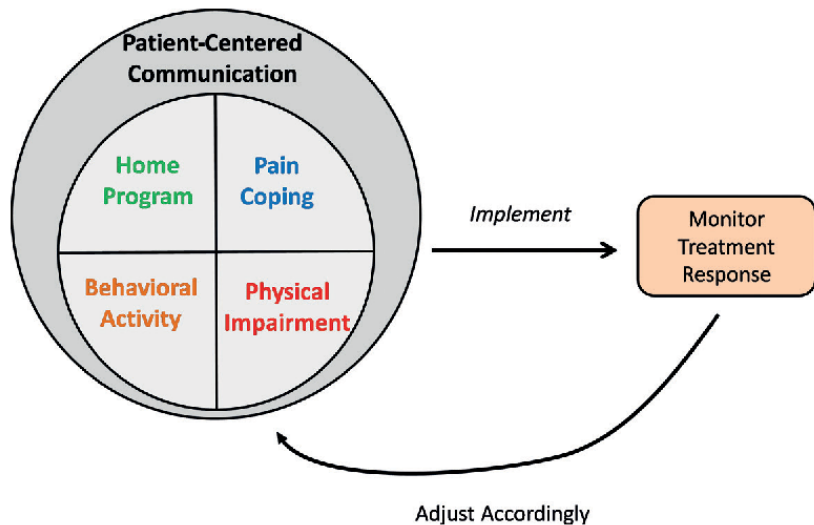 Patient-Centered
Communication
Home
Program
Pain
Coping
Behavioral
Activity
Physical
Impairment
Implement
Monitor
Treatment
Response
Adjust Accordingly